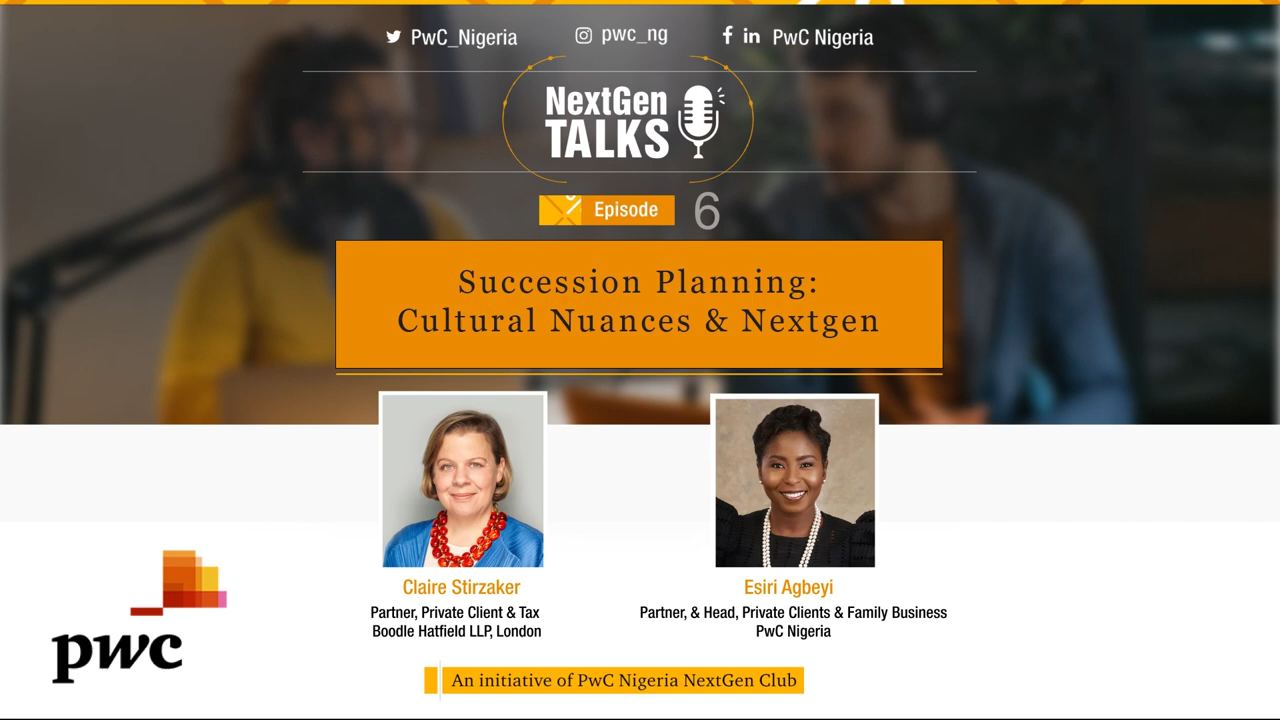 PwC_Nigeria
pwc_ng
PwC Nigeria
NextGen
TALKS
Episode 6
Succession Planning:
Cultural Nuances & Nextgen
Claire Stirzaker
Partner, Private Client & Tax
Boodle Hatfield LLP, London
Esiri Agbeyi
Partner, & Head, Private Clients & Family Business
PwC Nigeria
pwc
An initiative of PwC Nigeria NextGen Club